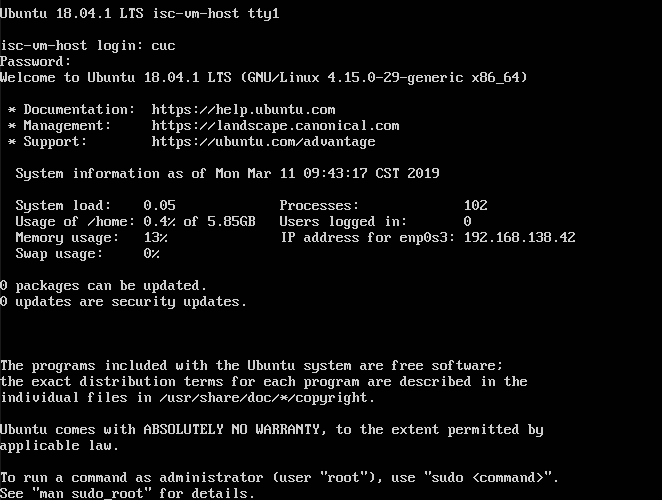 Ubuntu 18.04.1 LTS isc-vm-host tty1
isc-vm-host login: cuc
Password:
Welcome to Ubuntu 18.04.1 LTS (GNU/Linux 4.15.0-29-generic x86_64)
* Documentation:  https://help.ubuntu.com
* Management:     https://landscape.canonical.com
* Support:        https://ubuntu.com/advantage
System information as of Mon Mar 11 09:43:17 CST 2019
System load:    0.05             Processes:             102
Usage of /home: 0.4% of 5.85GB   Users logged in:       0
Memory usage:   13%              IP address for enp0s3: 192.168.138.42
Swap usage:     0%
0 packages can be updated.
0 updates are security updates.
The programs included with the Ubuntu system are free software;
the exact distribution terms for each program are described in the
individual files in /usr/share/doc/*/copyright.
Ubuntu comes with ABSOLUTELY NO WARRANTY, to the extent permitted by
applicable law.
To run a command as administrator (user "root"), use "sudo <command>".
See "man sudo_root" for details.